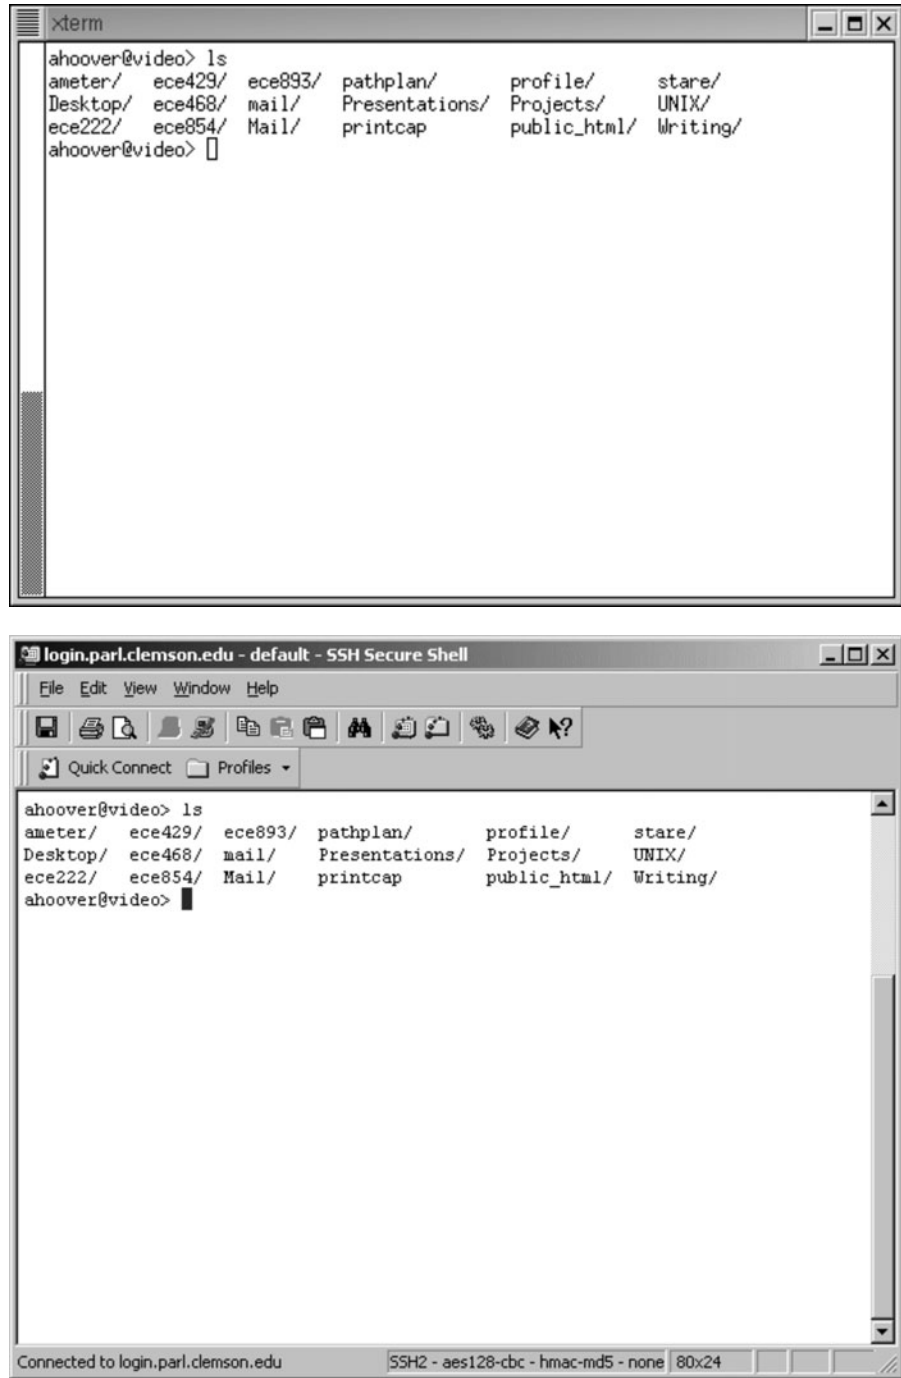 xterm
ahoover@video> ls
ameter/ ece429/ ece893/ pathplan/ profile/ stare/
Desktop/ ece468/ mail/ Presentations/ Projects/ UNIX/
ece222/ ece854/ Mail/ printcap public_html/ Writing/
ahoover@video>
login.parl.clemson.edu - default - SSH Secure Shell
File Edit View Window Help
Quick Connect Profiles
ahoover@video> ls
ameter/ ece429/ ece893/ pathplan/ profile/ stare/
Desktop/ ece468/ mail/ Presentations/ Projects/ UNIX/
ece222/ ece854/ Mail/ printcap public_html/ Writing/
ahoover@video>
Connected to login.parl.clemson.edu SSH2 - aes128-cbc - hmac-md5 - none 80x24